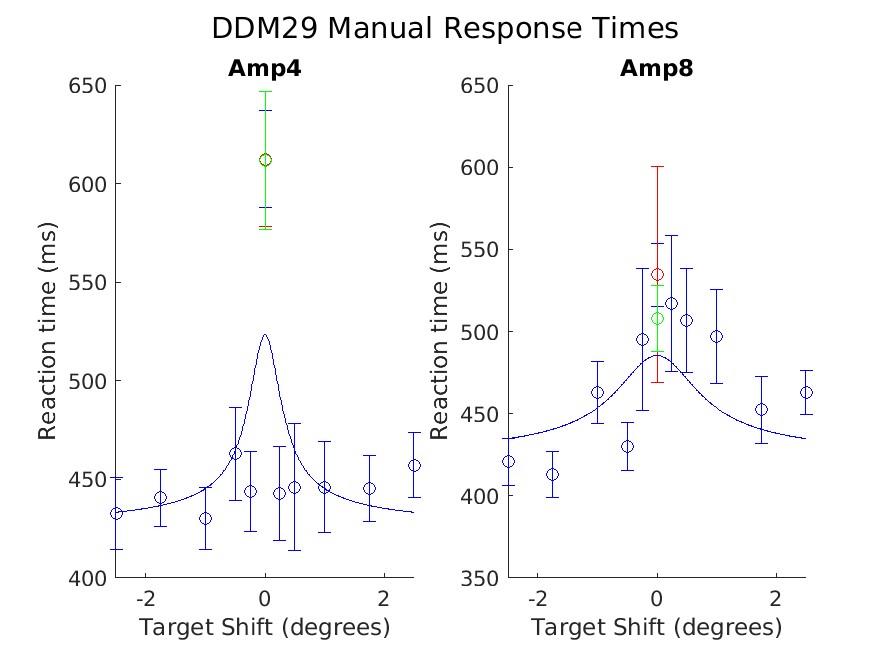 DDM29 Manual Response Times
Amp4
650
600
550
500
450
400
-2
0
2
Reaction time (ms)
Target Shift (degrees)
Amp8
650
600
550
500
450
400
350
-2
0
2
Reaction time (ms)
Target Shift (degrees)